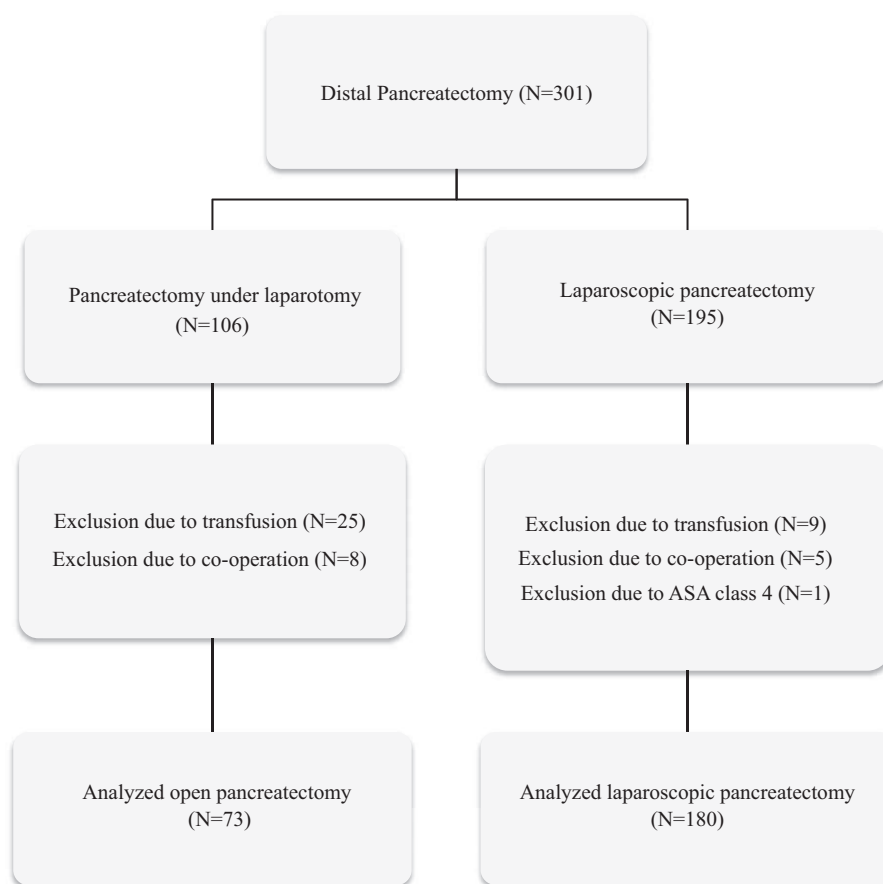 Distal Pancreatectomy (N=301)
Pancreatectomy under laparotomy
(N=106)
Laparoscopic pancreatectomy
(N=195)
Exclusion due to transfusion (N=25)
Exclusion due to co-operation (N=8)
Exclusion due to transfusion (N=9)
Exclusion due to co-operation (N=5)
Exclusion due to ASA class 4 (N=1)
Analyzed open pancreatectomy
(N=73)
Analyzed laparoscopic pancreatectomy
(N=180)